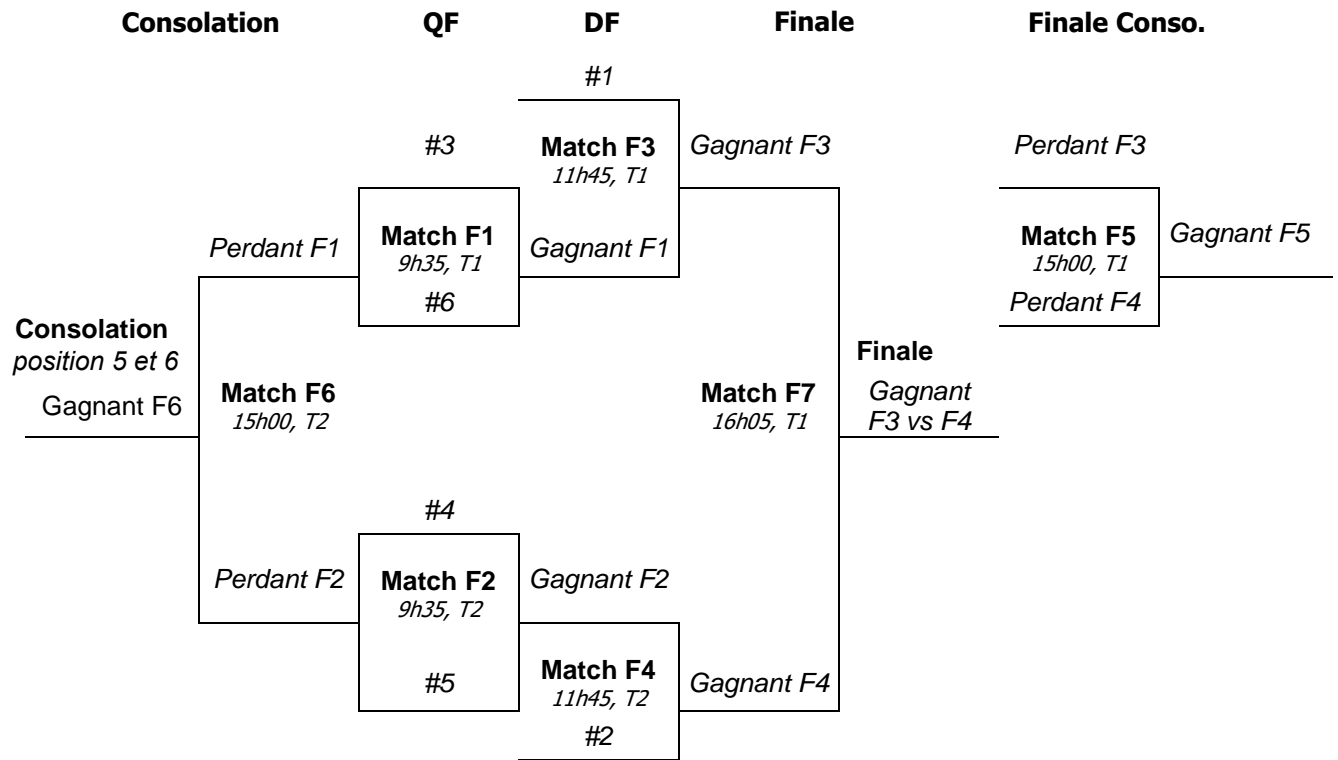 Consolation QF DF Finale Finale Conso.
#1
#3 Match F3 Gagnant F3 Perdant F3
11h45, T1
Perdant F1 Match F1 Gagnant F1 Match F5 Gagnant F5
9h35, T1 15h00, T1
#6 Perdant F4
Consolation Finale
position 5 et 6
Gagnant F6 Match F6 Match F7 Gagnant
15h00, T2 16h05, T1 F3 vs F4
#4
Perdant F2 Match F2 Gagnant F2
9h35, T2
#5 Match F4 Gagnant F4
11h45, T2
#2